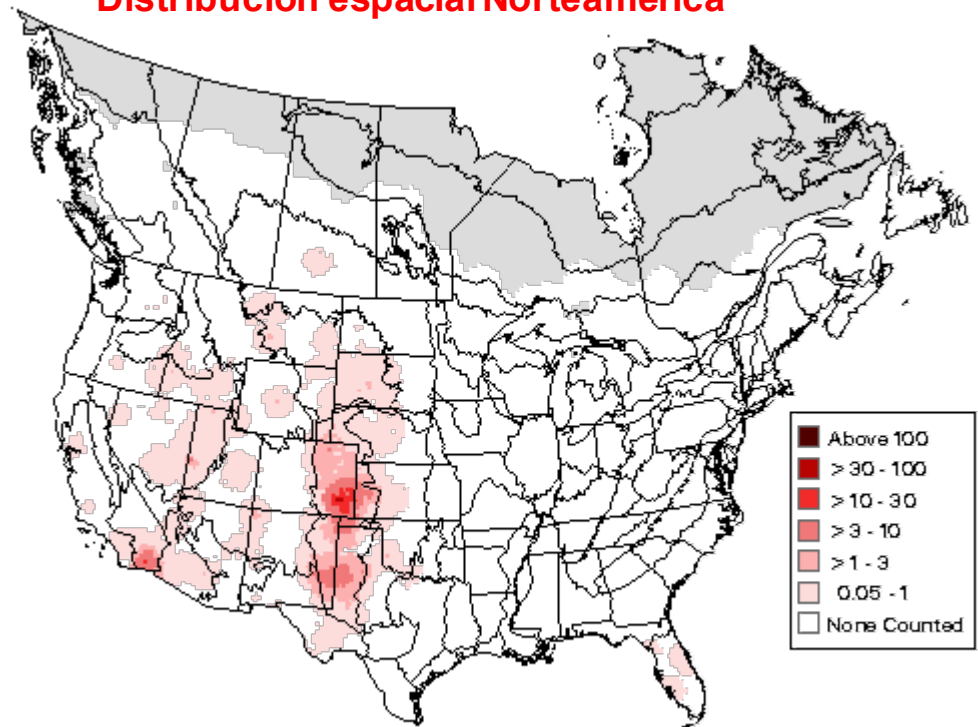 Distribución espacial Norteamérica
Above 100
>30 - 100
>10 - 30
>3 - 10
>1 - 3
0.05 -1
None Counted